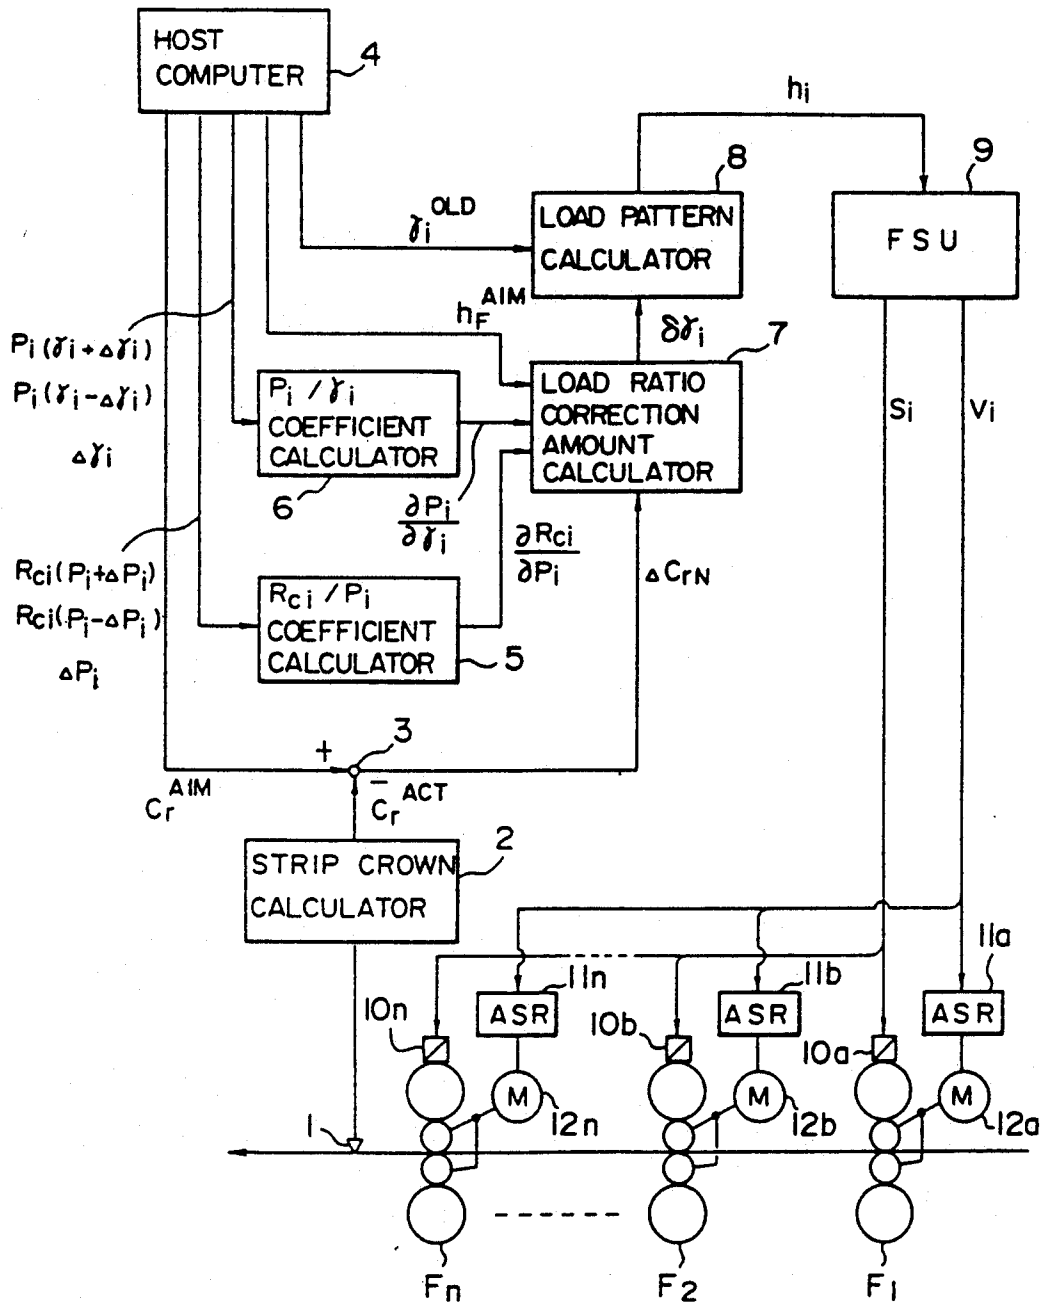 HOST
COMPUTER
4
hi
8
9
LOAD PATTERN
CALCULATOR
FSU
γi OLD
hF AIM
δγi
7
Pi(γi+Δγi)
Pi(γi-Δγi)
Δγi
Pi/γi
COEFFICIENT
CALCULATOR
6
LOAD RATIO
CORRECTION
AMOUNT
CALCULATOR
Si
Vi
∂Pi
∂γi
∂Rci
∂Pi
ΔCrN
Rci(Pi+ΔPi)
Rci(Pi-ΔPi)
ΔPi
Rci/Pi
COEFFICIENT
CALCULATOR
5
+
3
Cr AIM
-
Cr ACT
STRIP CROWN
CALCULATOR
2
11n
11b
11a
10n
ASR
10b
ASR
10a
ASR
M
M
M
12n
12b
12a
1
Fn
F2
F1